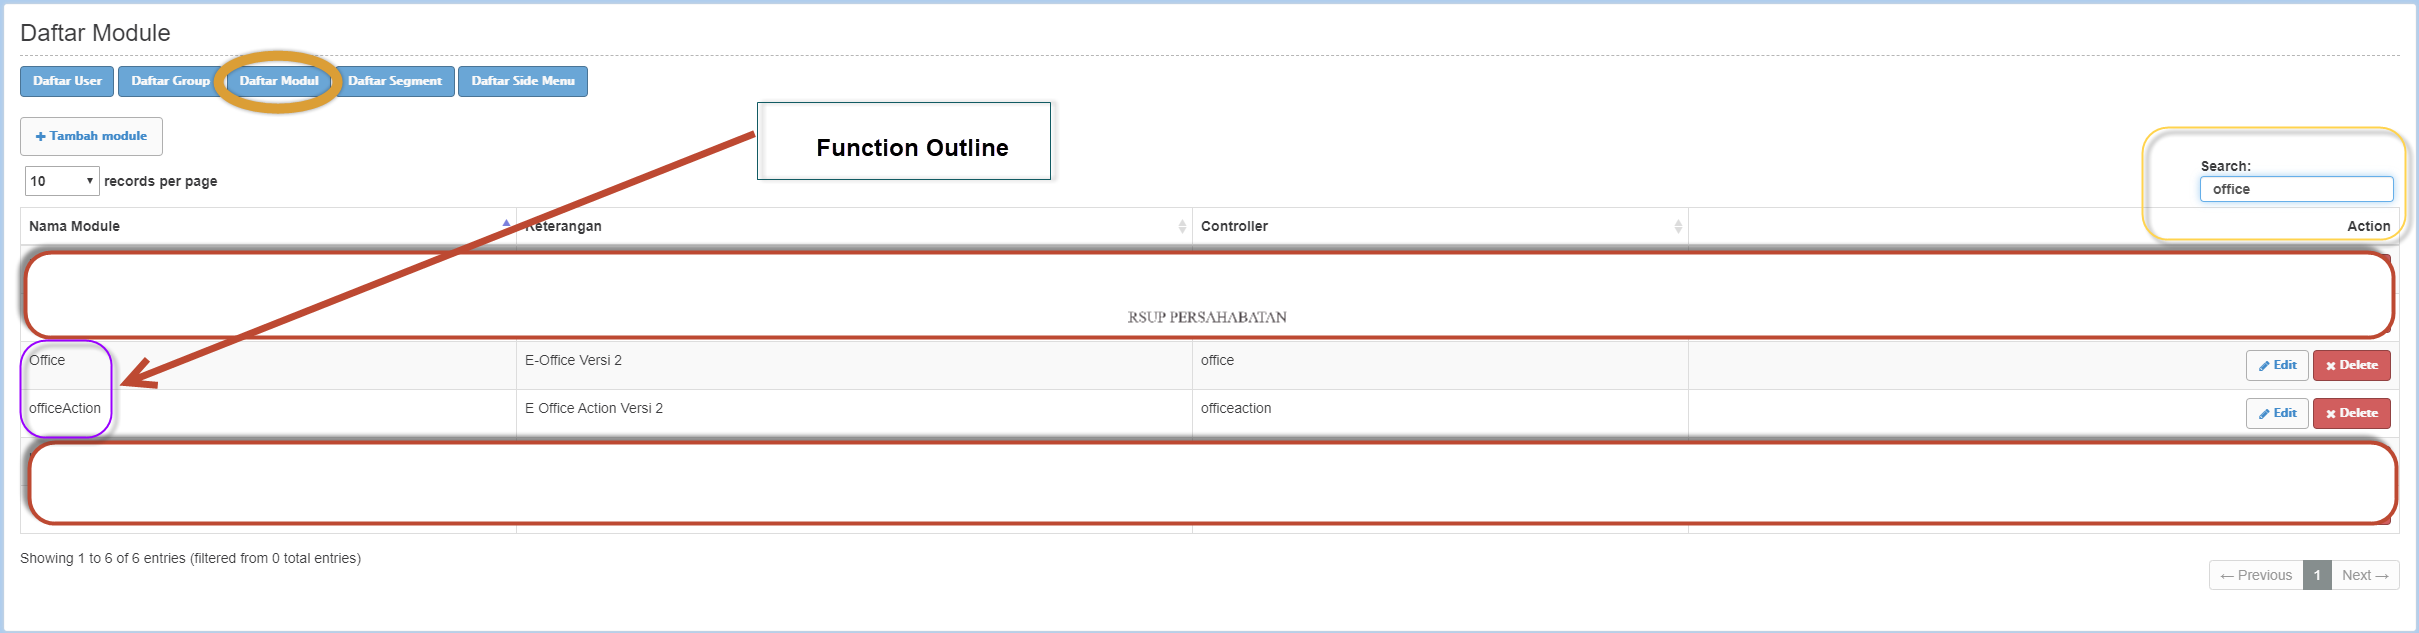 Daftar Module
Daftar User Daftar Group Daftar Modul Daftar Segment Daftar Side Menu
Function Outline
+ Tambah module
Search:
10 records per page
office
Nama Module Keterangan Controller Action
RSUP PERSAHABATAN
Office E-Office Versi 2 office Edit Delete
officeAction E Office Action Versi 2 officeaction Edit Delete
Showing 1 to 6 of 6 entries (filtered from 0 total entries)
← Previous 1 Next →